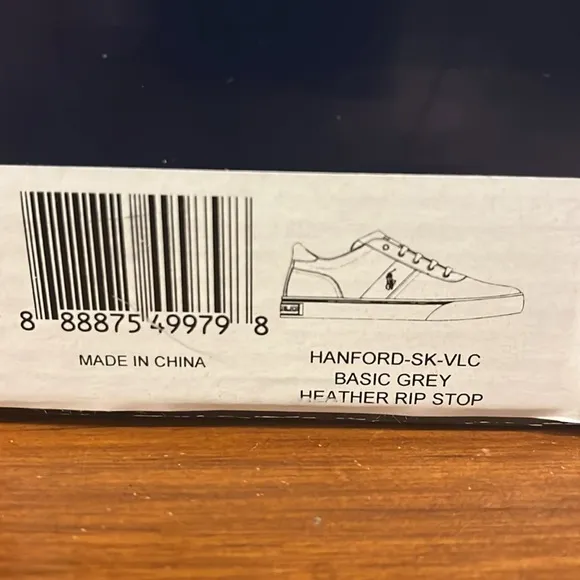 8 88875 49979 8
MADE IN CHINA
HANFORD-SK-VLC
BASIC GREY
HEATHER RIP STOP